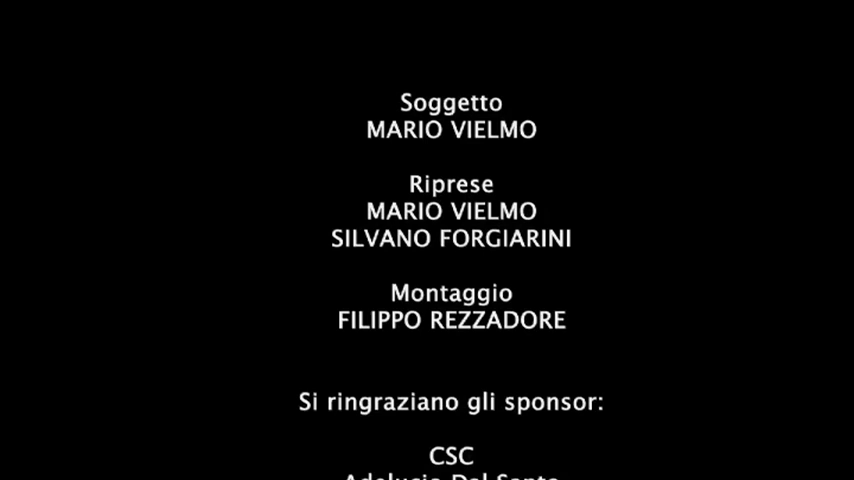 Soggetto
MARIO VIELMO
Riprese
MARIO VIELMO
SILVANO FORGIARINI
Montaggio
FILIPPO REZZADORE
Si ringraziano gli sponsor:
CSC